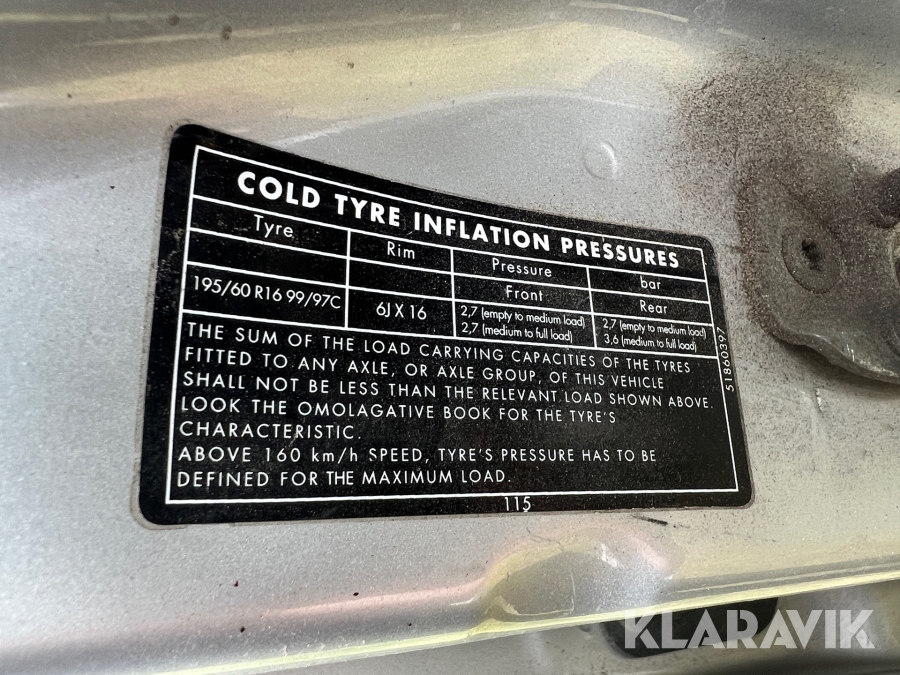 COLD TYRE INFLATION PRESSURES
Tyre Rim Pressure bar
Front Rear
195/60 R16 99/97C 6J X 16 2,7 (empty to medium load) 2,7 (empty to medium load)
2,7 (medium to full load) 3,6 (medium to full load)
THE SUM OF THE LOAD CARRYING CAPACITIES OF THE TYRES
FITTED TO ANY AXLE, OR AXLE GROUP, OF THIS VEHICLE
SHALL NOT BE LESS THAN THE RELEVANT LOAD SHOWN ABOVE.
LOOK THE OMOLAGATIVE BOOK FOR THE TYRE'S
CHARACTERISTIC.
ABOVE 160 km/h SPEED, TYRE'S PRESSURE HAS TO BE
DEFINED FOR THE MAXIMUM LOAD.
115
51860397
KLARAVIK